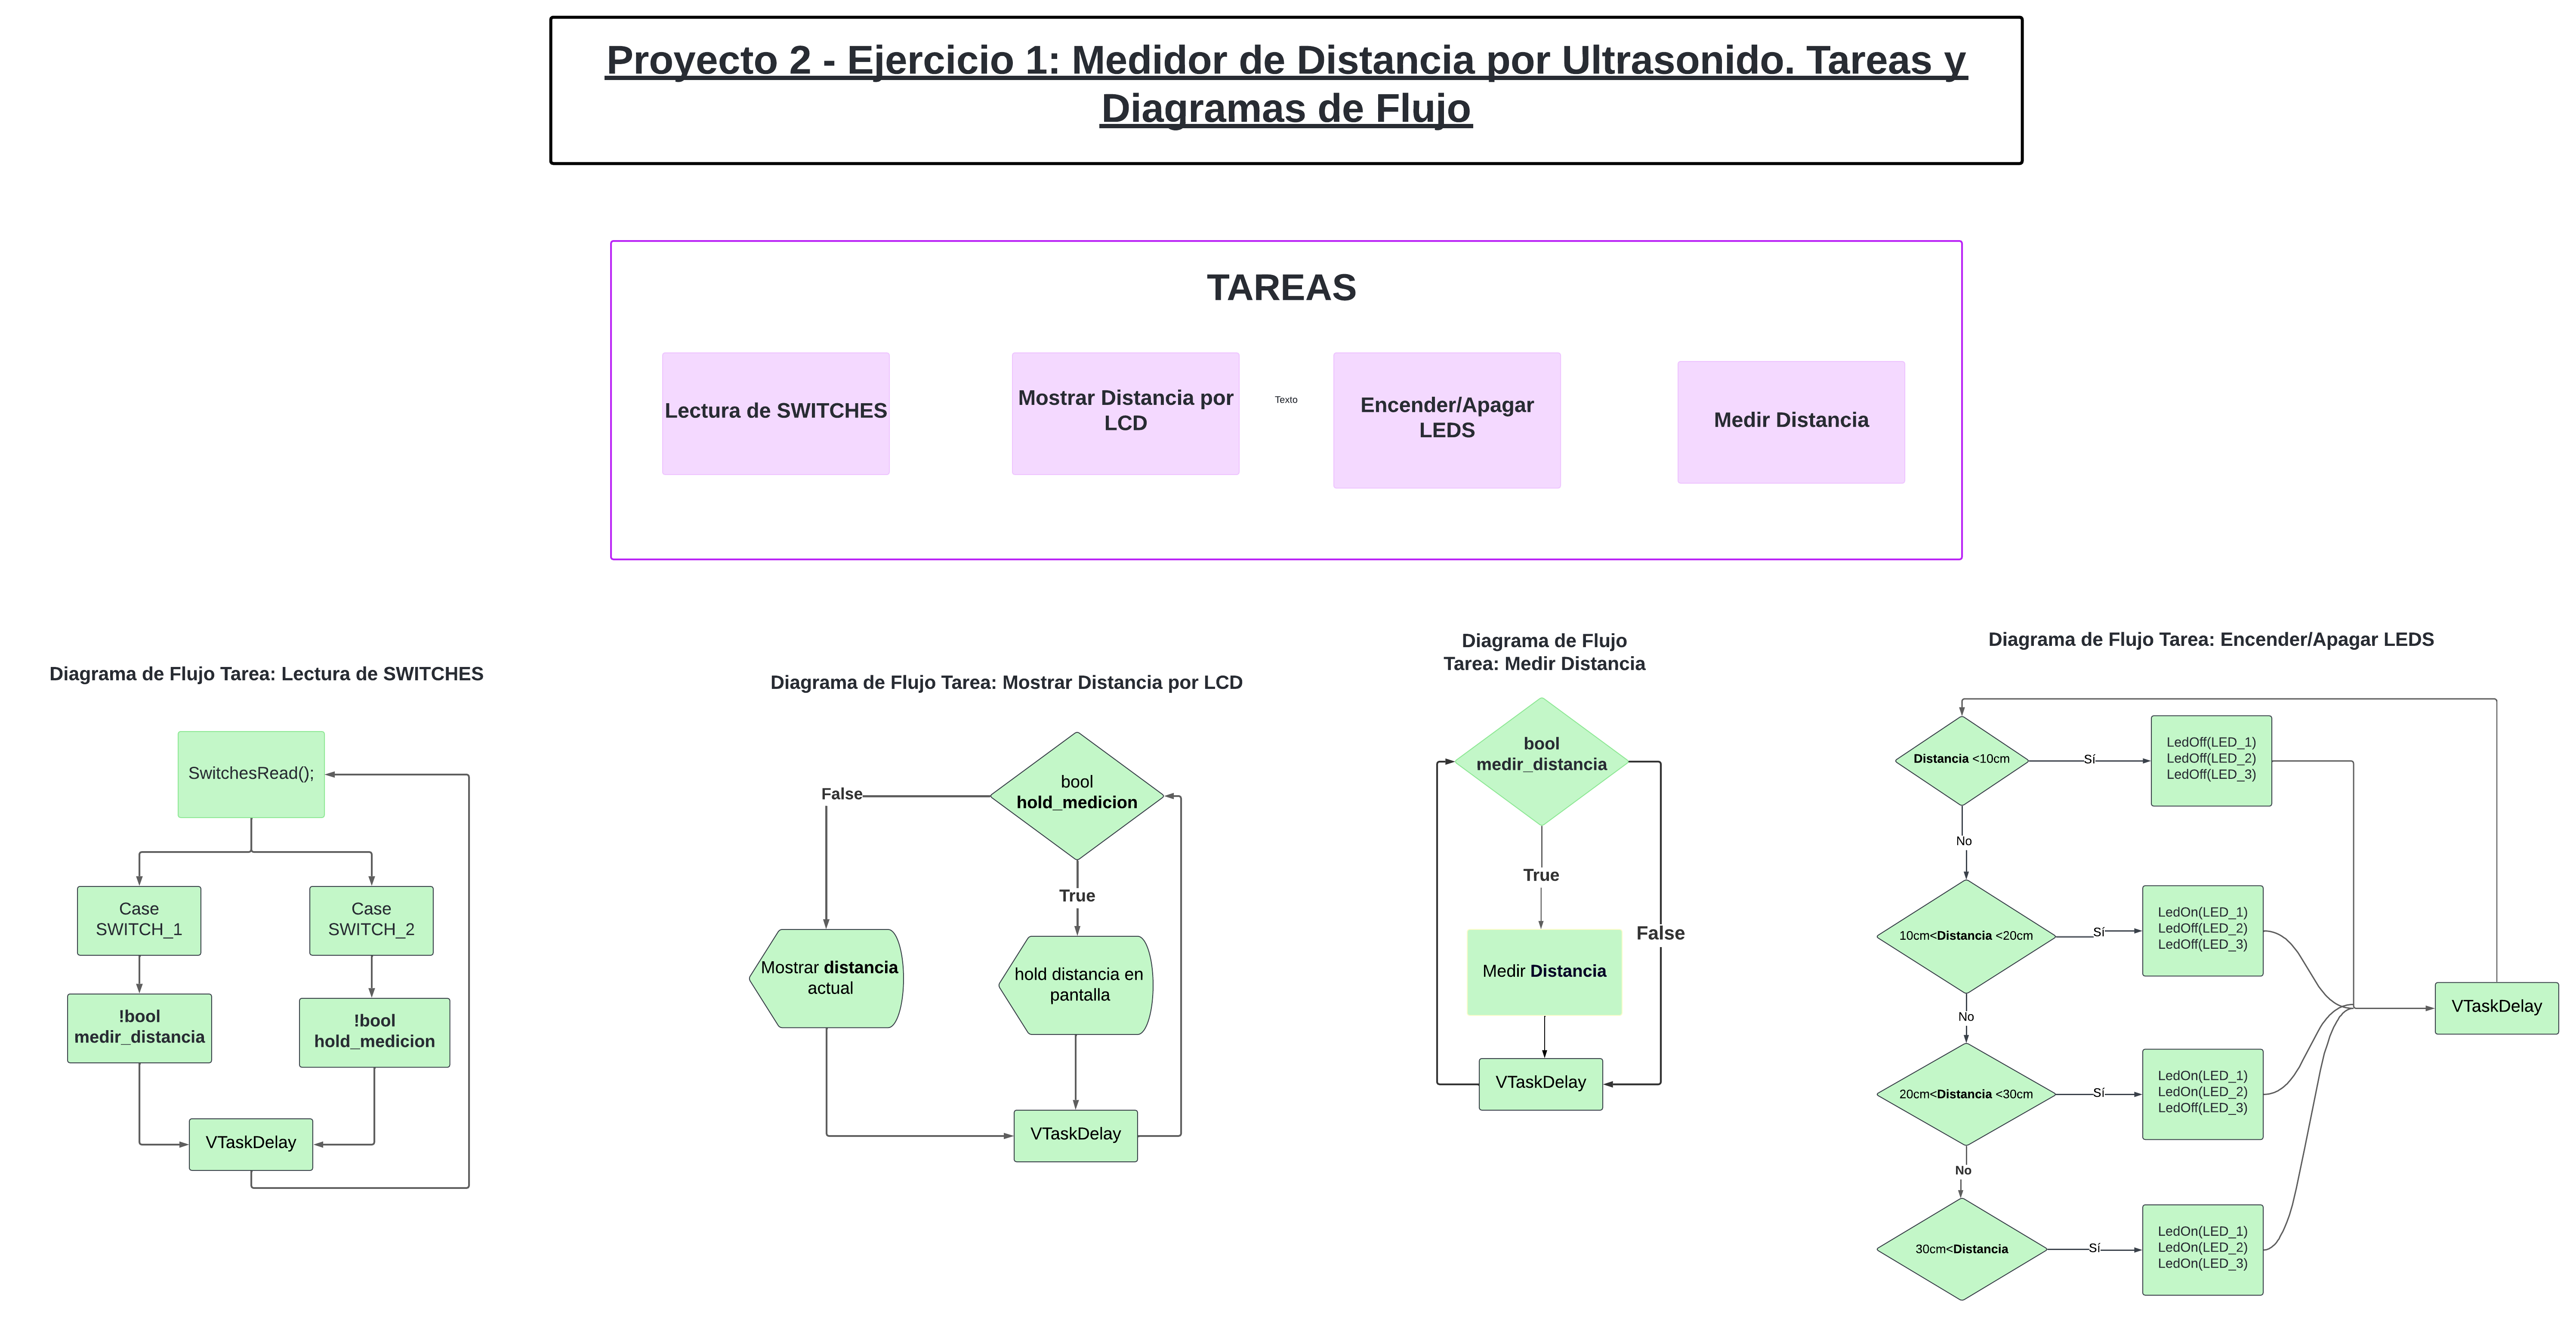 Proyecto 2 - Ejercicio 1: Medidor de Distancia por Ultrasonido. Tareas y
Diagramas de Flujo
TAREAS
Lectura de SWITCHES
Mostrar Distancia por
LCD
Texto
Encender/Apagar
LEDS
Medir Distancia
Diagrama de Flujo Tarea: Lectura de SWITCHES
SwitchesRead();
Case
SWITCH_1
Case
SWITCH_2
!bool
medir_distancia
!bool
hold_medicion
VTaskDelay
Diagrama de Flujo Tarea: Mostrar Distancia por LCD
bool
hold_medicion
False
True
Mostrar distancia
actual
hold distancia en
pantalla
VTaskDelay
Diagrama de Flujo
Tarea: Medir Distancia
bool
medir_distancia
True
False
Medir Distancia
VTaskDelay
Diagrama de Flujo Tarea: Encender/Apagar LEDS
Distancia <10cm
Sí
LedOff(LED_1)
LedOff(LED_2)
LedOff(LED_3)
No
10cm<Distancia <20cm
Sí
LedOn(LED_1)
LedOff(LED_2)
LedOff(LED_3)
No
20cm<Distancia <30cm
Sí
LedOn(LED_1)
LedOn(LED_2)
LedOff(LED_3)
No
30cm<Distancia
Sí
LedOn(LED_1)
LedOn(LED_2)
LedOn(LED_3)
VTaskDelay